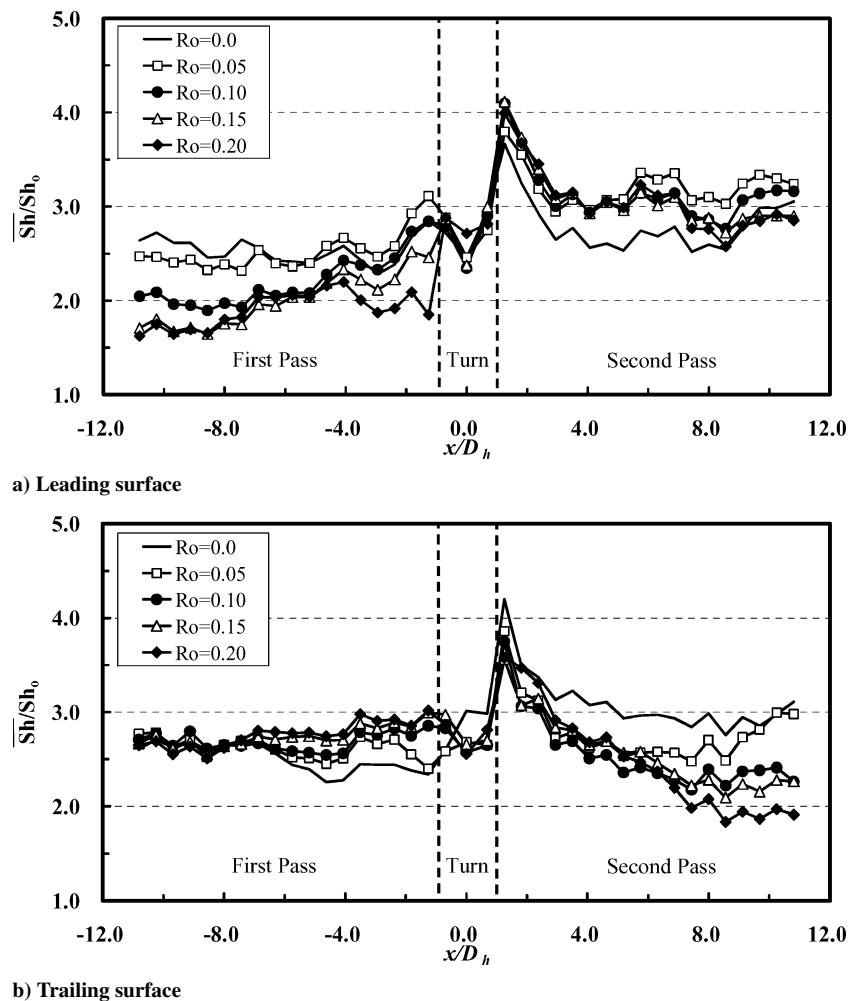 5.0
4.0
3.0
2.0
1.0
Sh/Sh₀
Ro=0.0
Ro=0.05
Ro=0.10
Ro=0.15
Ro=0.20
First Pass
Turn
Second Pass
-12.0 -8.0 -4.0 0.0 4.0 8.0 12.0
x/D h
a) Leading surface
5.0
4.0
3.0
2.0
1.0
Sh/Sh₀
Ro=0.0
Ro=0.05
Ro=0.10
Ro=0.15
Ro=0.20
First Pass
Turn
Second Pass
-12.0 -8.0 -4.0 0.0 4.0 8.0 12.0
x/D h
b) Trailing surface